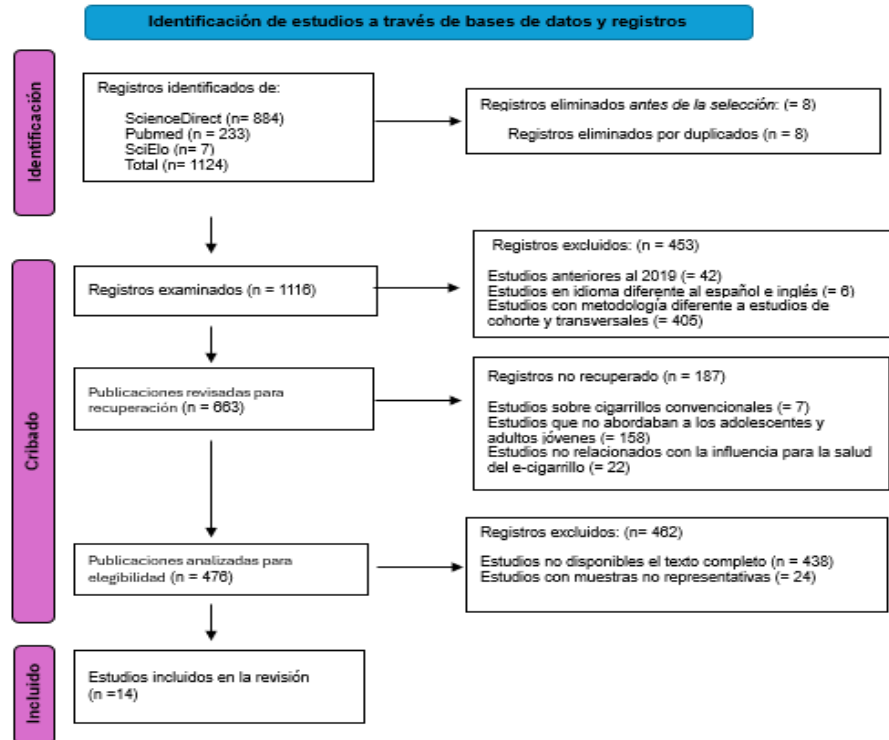 Identificación de estudios a través de bases de datos y registros
Identificación
Registros identificados de:
ScienceDirect (n= 884)
Pubmed (n = 233)
SciElo (n= 7)
Total (n= 1124)
Registros eliminados antes de la selección: (= 8)
Registros eliminados por duplicados (n = 8)
Cribado
Registros examinados (n = 1116)
Registros excluidos: (n = 453)
Estudios anteriores al 2019 (= 42)
Estudios en idioma diferente al español e inglés (= 6)
Estudios con metodología diferente a estudios de
cohorte y transversales (= 405)
Publicaciones revisadas para
recuperación (n = 663)
Registros no recuperado (n = 187)
Estudios sobre cigarrillos convencionales (= 7)
Estudios que no abordaban a los adolescentes y
adultos jóvenes (= 158)
Estudios no relacionados con la influencia para la salud
del e-cigarrillo (= 22)
Publicaciones analizadas para
elegibilidad (n = 476)
Registros excluidos: (n= 462)
Estudios no disponibles el texto completo (n = 438)
Estudios con muestras no representativas (= 24)
Incluido
Estudios incluidos en la revisión
(n =14)